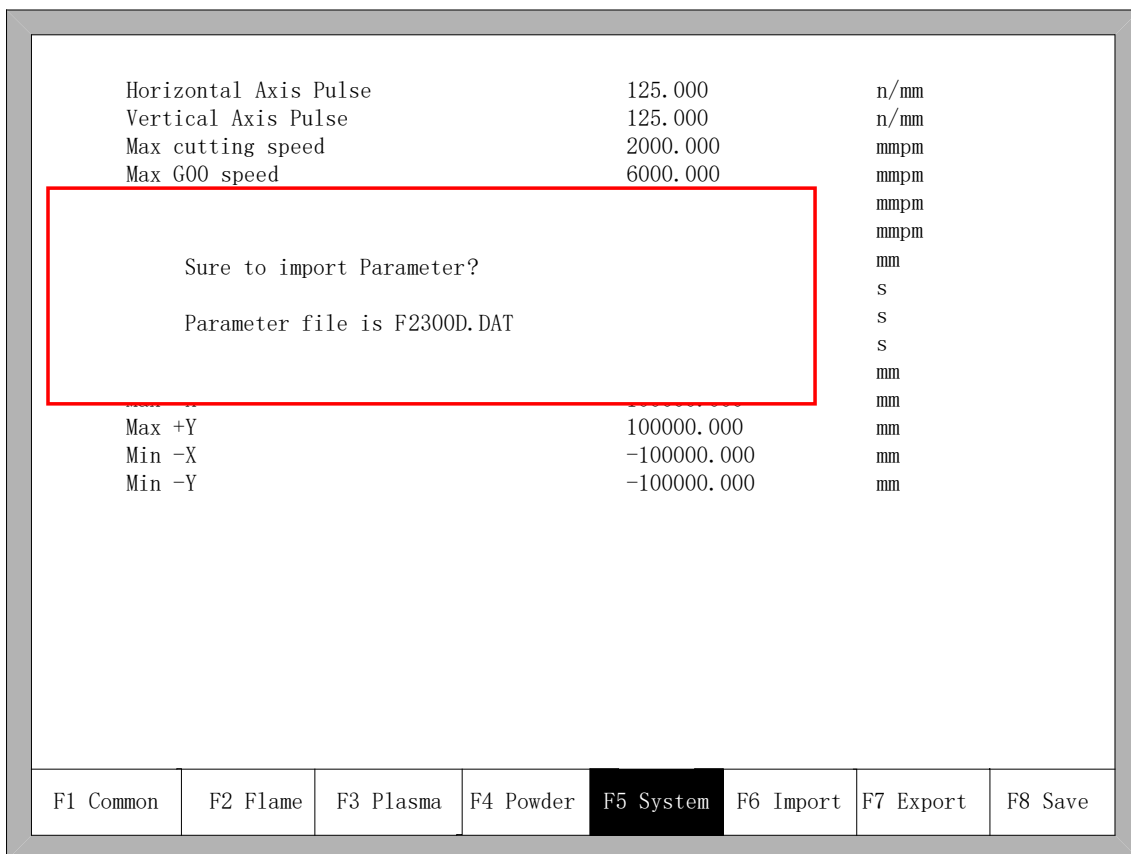 Horizontal Axis Pulse 125.000 n/mm
Vertical Axis Pulse 125.000 n/mm
Max cutting speed 2000.000 mmpm
Max G00 speed 6000.000 mmpm
mmpm
mmpm
Sure to import Parameter? mm
s
Parameter file is F2300D.DAT s
s
mm
mm
Max +Y 100000.000 mm
Min -X -100000.000 mm
Min -Y -100000.000 mm
F1 Common F2 Flame F3 Plasma F4 Powder F5 System F6 Import F7 Export F8 Save